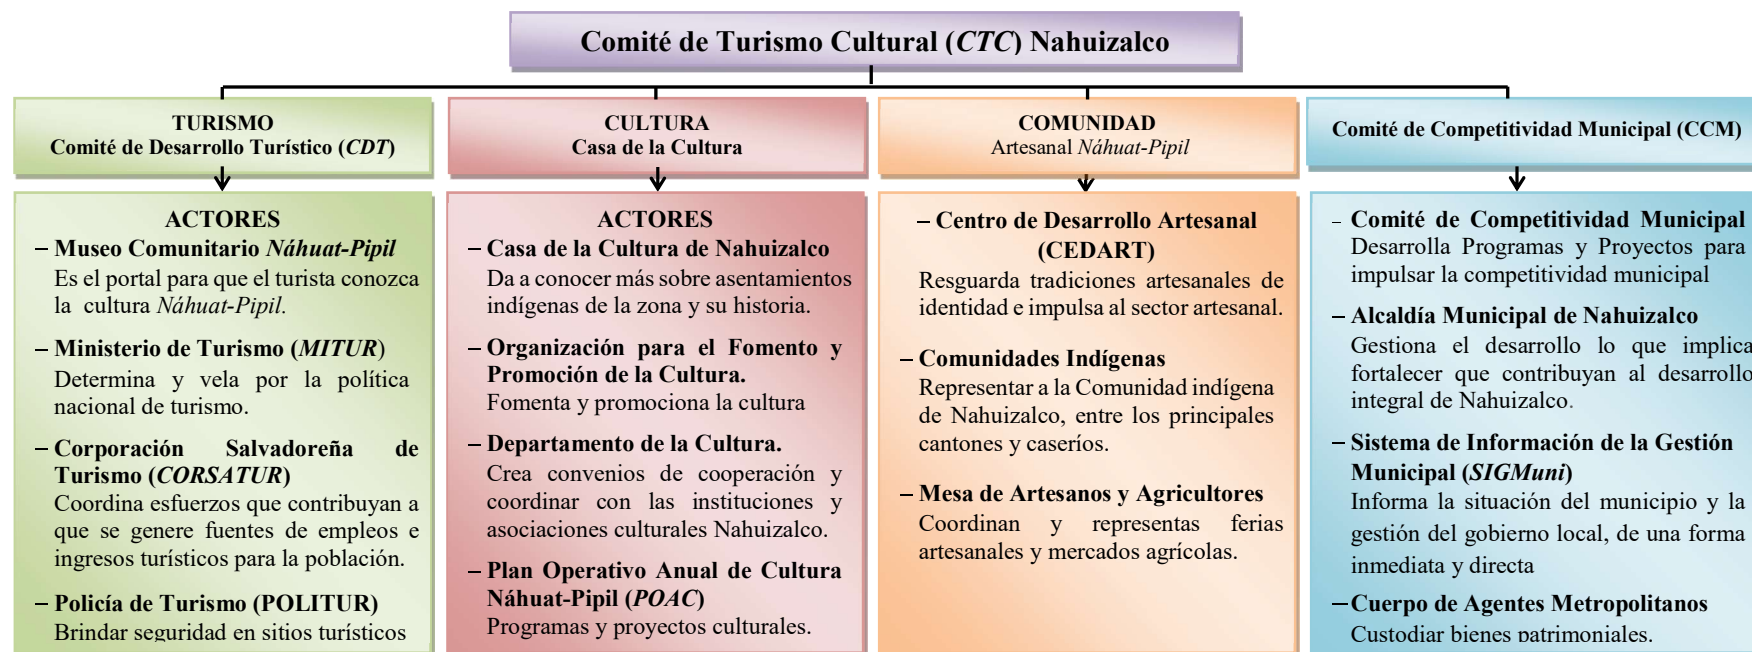 Comité de Turismo Cultural (CTC) Nahuizalco
TURISMO
Comité de Desarrollo Turístico (CDT)
CULTURA
Casa de la Cultura
COMUNIDAD
Artesanal Náhuat-Pipil
Comité de Competitividad Municipal (CCM)
ACTORES
– Museo Comunitario Náhuat-Pipil
Es el portal para que el turista conozca
la cultura Náhuat-Pipil.
– Ministerio de Turismo (MITUR)
Determina y vela por la política
nacional de turismo.
– Corporación Salvadoreña de
Turismo (CORSATUR)
Coordina esfuerzos que contribuyan a
que se genere fuentes de empleos e
ingresos turísticos para la población.
– Policía de Turismo (POLITUR)
Brindar seguridad en sitios turísticos
ACTORES
– Casa de la Cultura de Nahuizalco
Da a conocer más sobre asentamientos
indígenas de la zona y su historia.
– Organización para el Fomento y
Promoción de la Cultura.
Fomenta y promociona la cultura
– Departamento de la Cultura.
Crea convenios de cooperación y
coordinar con las instituciones y
asociaciones culturales Nahuizalco.
– Plan Operativo Anual de Cultura
Náhuat-Pipil (POAC)
Programas y proyectos culturales.
– Centro de Desarrollo Artesanal
(CEDART)
Resguarda tradiciones artesanales de
identidad e impulsa al sector artesanal.
– Comunidades Indígenas
Representar a la Comunidad indígena
de Nahuizalco, entre los principales
cantones y caseríos.
– Mesa de Artesanos y Agricultores
Coordinan y representas ferias
artesanales y mercados agrícolas.
– Comité de Competitividad Municipal
Desarrolla Programas y Proyectos para
impulsar la competitividad municipal
– Alcaldía Municipal de Nahuizalco
Gestiona el desarrollo lo que implica
fortalecer que contribuyan al desarrollo
integral de Nahuizalco.
– Sistema de Información de la Gestión
Municipal (SIGMuni)
Informa la situación del municipio y la
gestión del gobierno local, de una forma
inmediata y directa
– Cuerpo de Agentes Metropolitanos
Custodiar bienes patrimoniales.